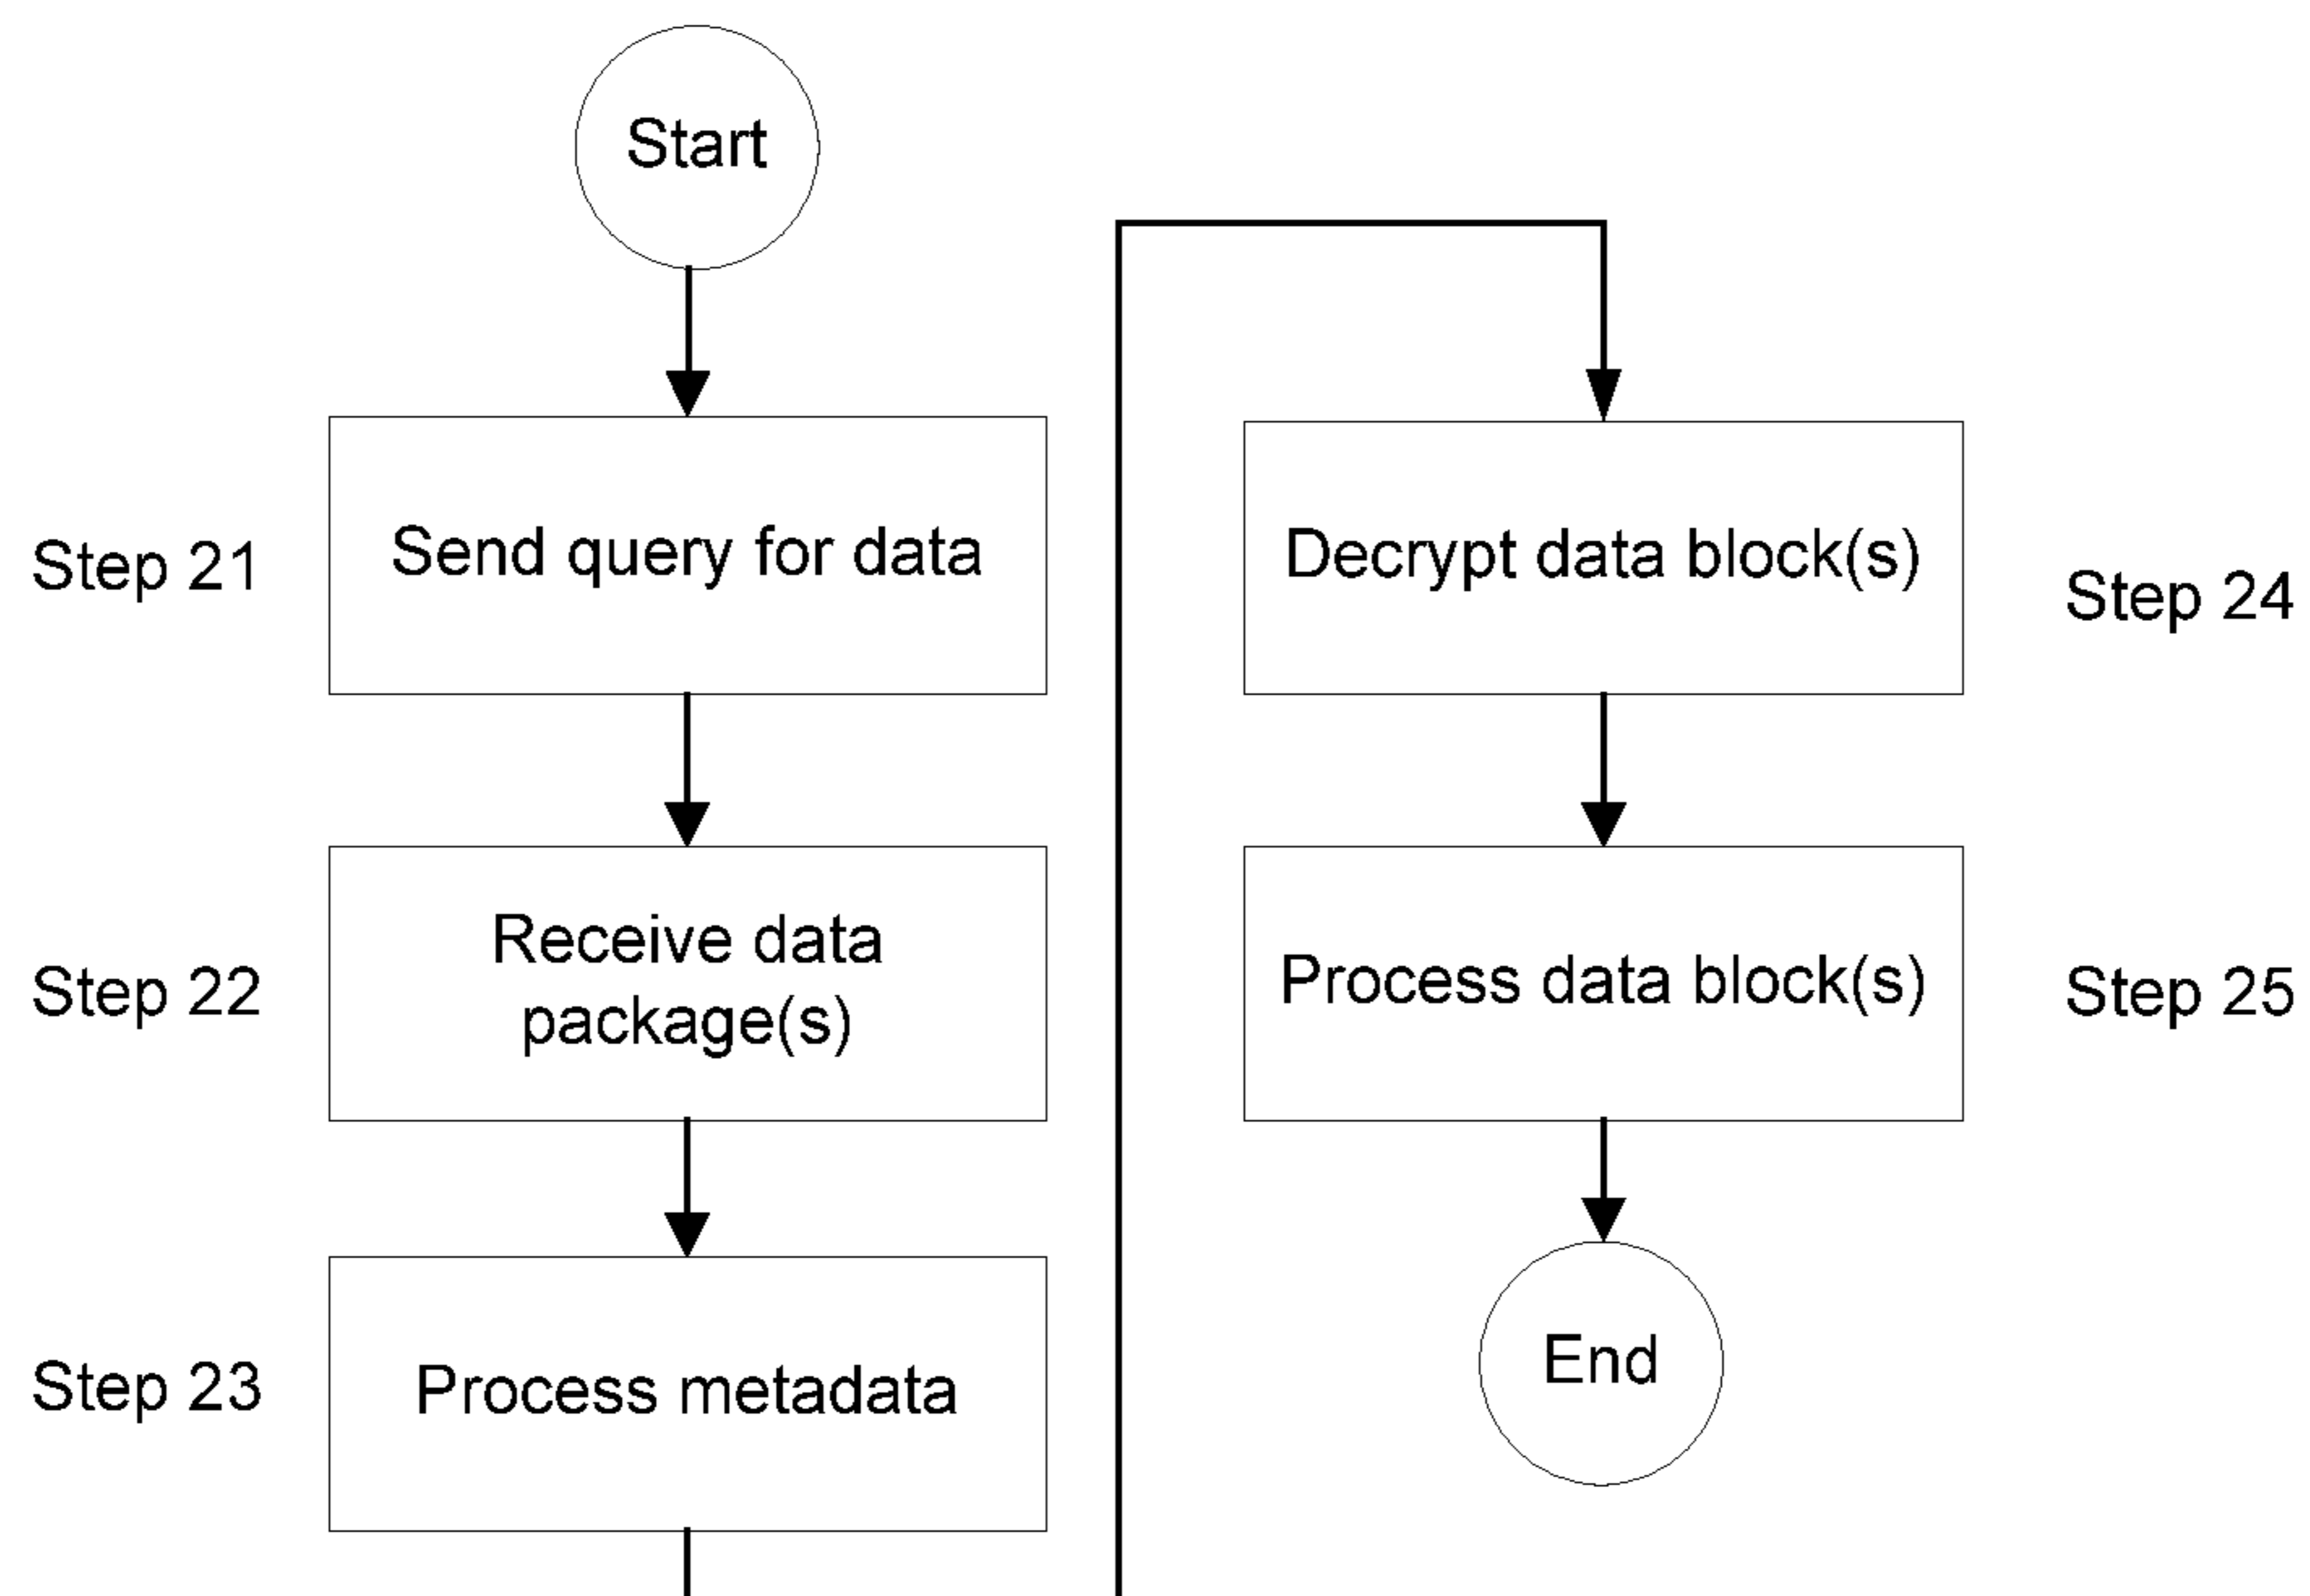 Start
Step 21
Send query for data
Step 22
Receive data
package(s)
Step 23
Process metadata
Decrypt data block(s)
Step 24
Process data block(s)
Step 25
End